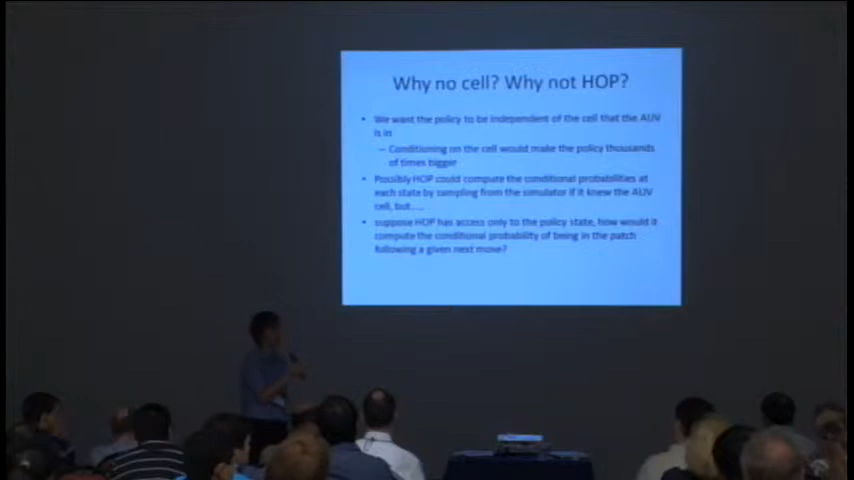 Why no cell? Why not HOP?
• We want the policy to be independent of the cell that the AUV
is in
– Conditioning on the cell would make the policy thousands
of times bigger
• Possibly HOP could compute the conditional probabilities at
each state by sampling from the simulator if it knew the AUV
cell, but....
• suppose HOP has access only to the policy state, how would it
compute the conditional probability of being in the patch
following a given next move?